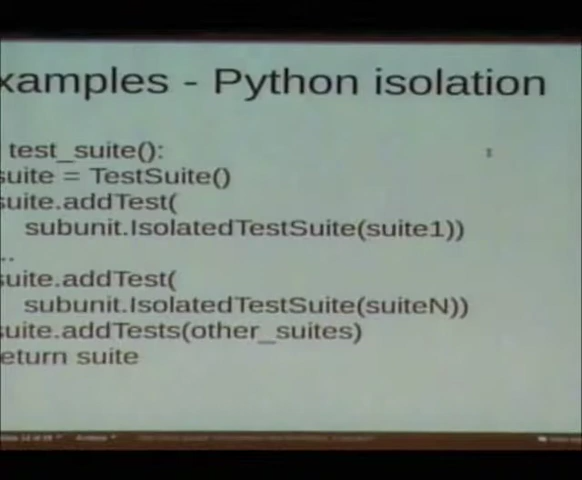 xamples - Python isolation
test_suite():
suite = TestSuite()
suite.addTest(
subunit.IsolatedTestSuite(suite1))
..
suite.addTest(
subunit.IsolatedTestSuite(suiteN))
suite.addTests(other_suites)
eturn suite